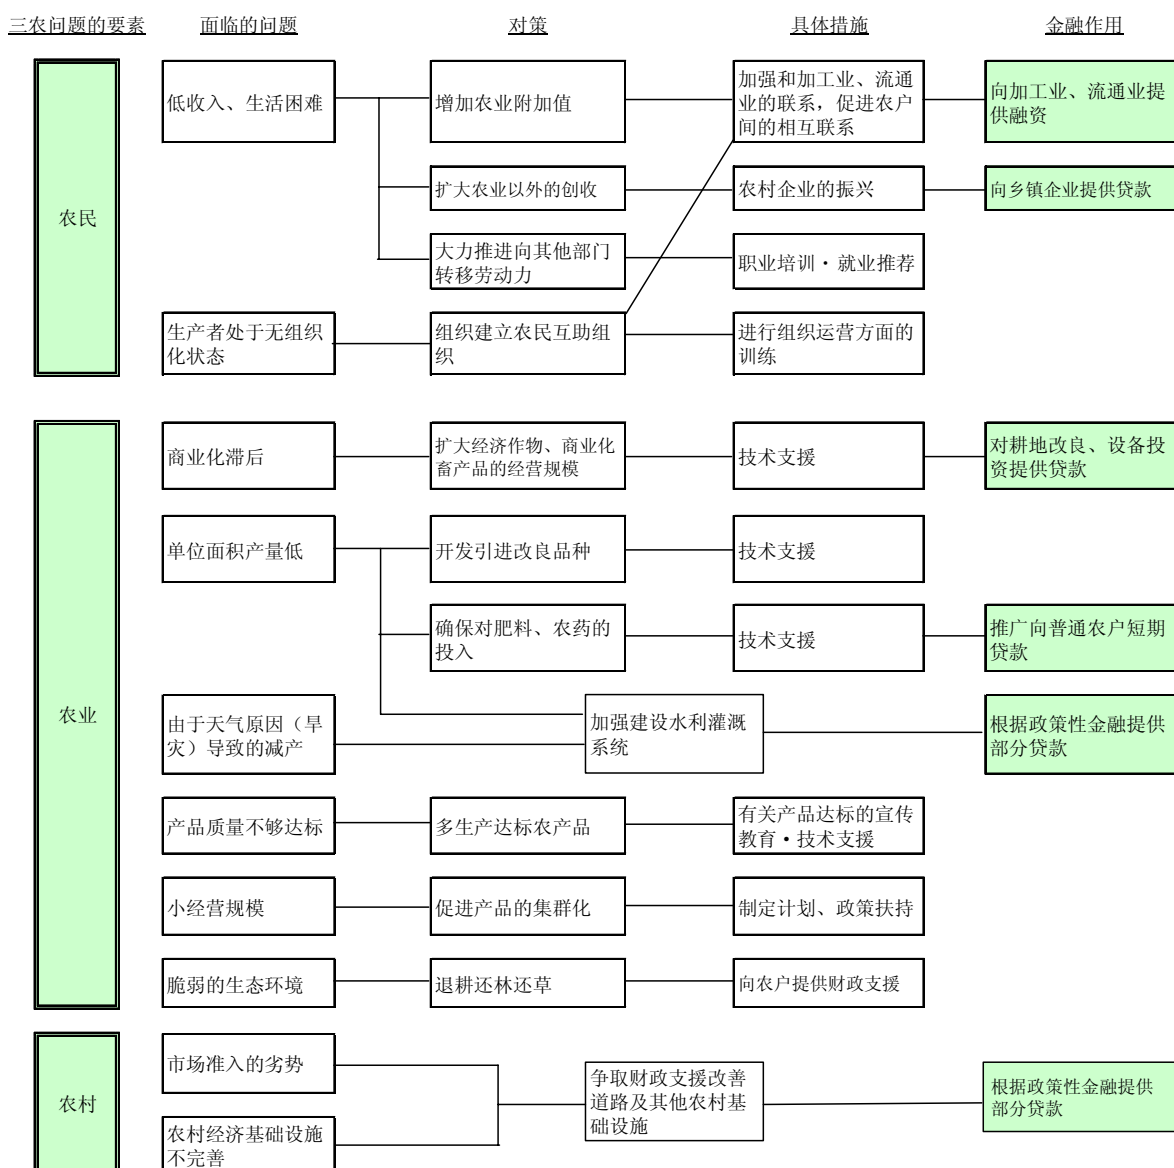 三农问题的要素 面临的问题 对策 具体措施 金融作用
农民
低收入、生活困难
增加农业附加值
加强和加工业、流通
业的联系，促进农户
间的相互联系
向加工业、流通业提
供融资
扩大农业以外的创收
农村企业的振兴
向乡镇企业提供贷款
大力推进向其他部门
转移劳动力
职业培训・就业推荐
生产者处于无组织
化状态
组织建立农民互助组
织
进行组织运营方面的
训练
农业
商业化滞后
扩大经济作物、商业化
畜产品的经营规模
技术支援
对耕地改良、设备投
资提供贷款
单位面积产量低
开发引进改良品种
技术支援
确保对肥料、农药的
投入
技术支援
推广向普通农户短期
贷款
由于天气原因（旱
灾）导致的减产
加强建设水利灌溉
系统
根据政策性金融提供
部分贷款
产品质量不够达标
多生产达标农产品
有关产品达标的宣传
教育・技术支援
小经营规模
促进产品的集群化
制定计划、政策扶持
脆弱的生态环境
退耕还林还草
向农户提供财政支援
农村
市场准入的劣势
争取财政支援改善
道路及其他农村基
础设施
根据政策性金融提供
部分贷款
农村经济基础设施
不完善